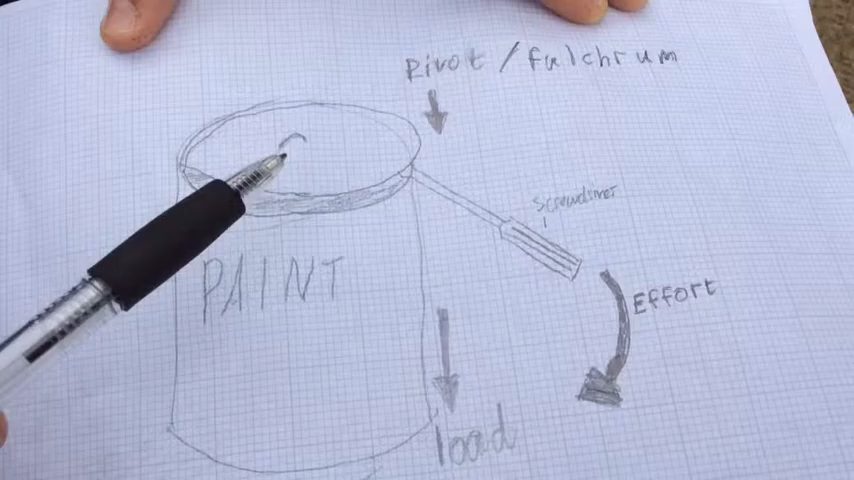 Pivot/fulchrum
Screwdriver
Effort
PAINT
load